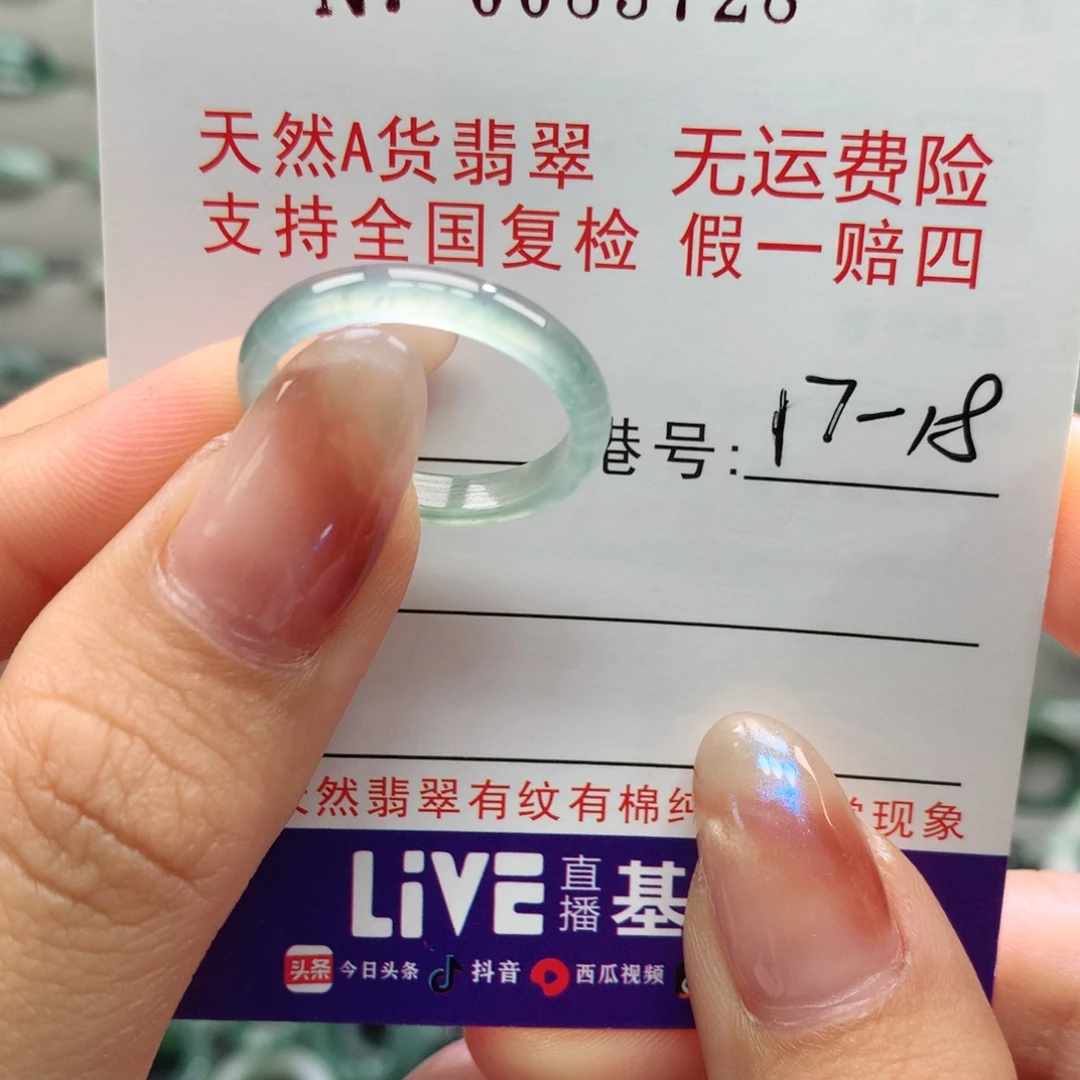 天然A货翡翠 无运费险
支持全国复检 假一赔四
港号: 17-18
然翡翠有纹有棉纯 现象
LiVE 直播 基
头条 今日头条 抖音 西瓜视频